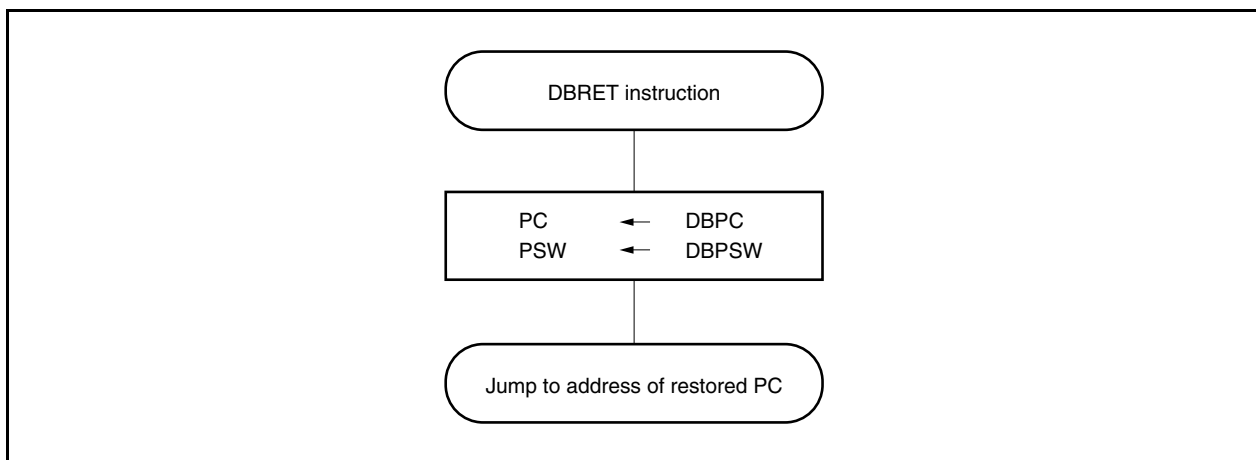 DBRET instruction
PC ← DBPC
PSW ← DBPSW
Jump to address of restored PC